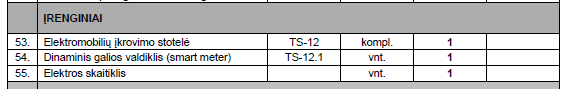 ĮRENGINIAI
53. Elektromobilių įkrovimo stotelė TS-12 kompl. 1
54. Dinaminis galios valdiklis (smart meter) TS-12.1 vnt. 1
55. Elektros skaitiklis vnt. 1